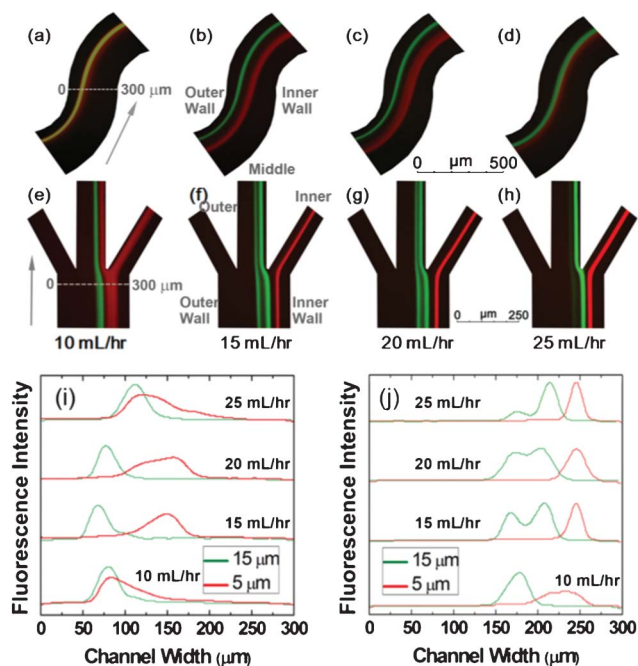 (a) (b) (c) (d)
0 300 μm
Outer Wall
Inner Wall
0 μm 500
Middle
(e) (f) (g) (h)
Outer
Inner
0 300 μm
Outer Wall
Inner Wall
0 μm 250
10 mL/hr 15 mL/hr 20 mL/hr 25 mL/hr
(i)
25 mL/hr
20 mL/hr
15 mL/hr
15 μm
5 μm
10 mL/hr
0 50 100 150 200 250 300
Channel Width (μm)
Fluorescence Intensity
(j)
25 mL/hr
20 mL/hr
15 mL/hr
15 μm
5 μm
10 mL/hr
0 50 100 150 200 250 300
Channel Width (μm)
Fluorescence Intensity